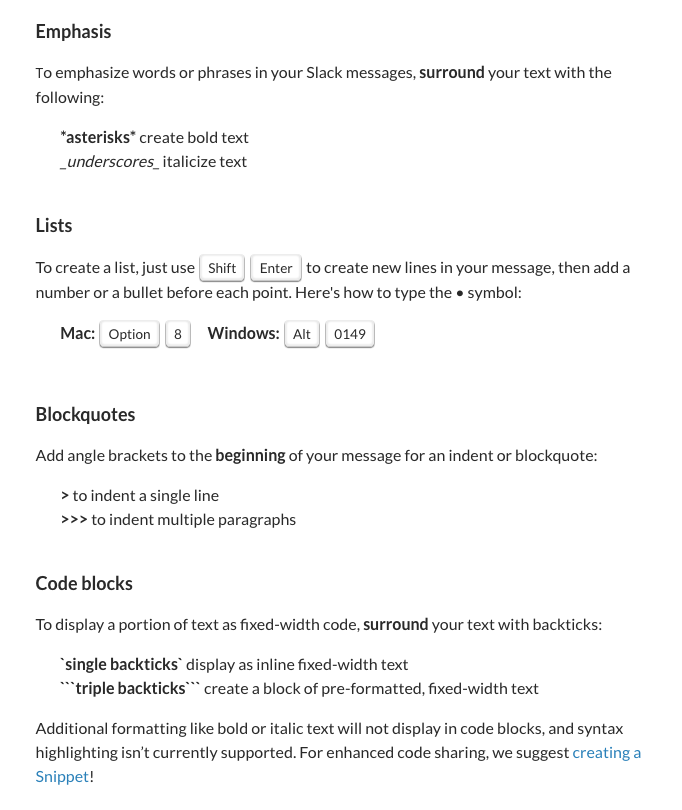 Emphasis
To emphasize words or phrases in your Slack messages, surround your text with the
following:
*asterisks* create bold text
_underscores_ italicize text
Lists
To create a list, just use Shift Enter to create new lines in your message, then add a
number or a bullet before each point. Here's how to type the • symbol:
Mac: Option 8 Windows: Alt 0149
Blockquotes
Add angle brackets to the beginning of your message for an indent or blockquote:
> to indent a single line
>>> to indent multiple paragraphs
Code blocks
To display a portion of text as fixed-width code, surround your text with backticks:
`single backticks` display as inline fixed-width text
```triple backticks``` create a block of pre-formatted, fixed-width text
Additional formatting like bold or italic text will not display in code blocks, and syntax
highlighting isn’t currently supported. For enhanced code sharing, we suggest creating a
Snippet!